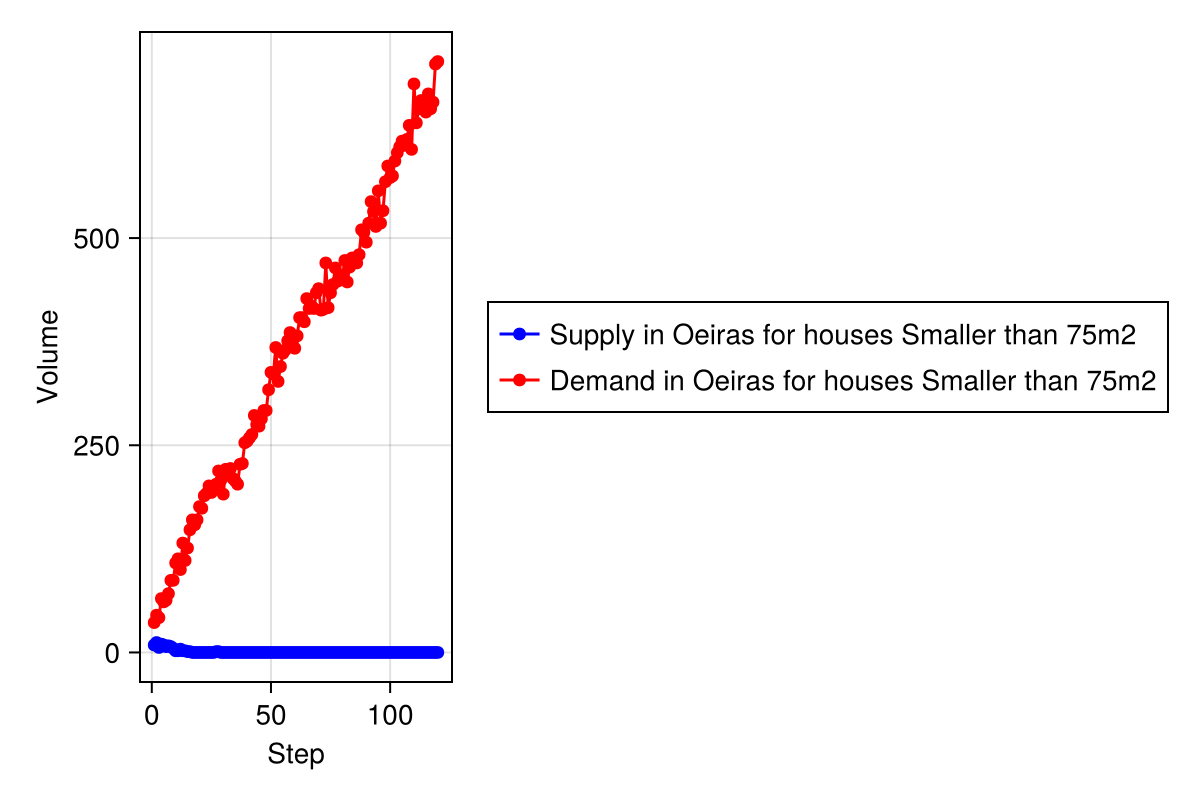 Volume
500
250
0
0 50 100
Step
Supply in Oeiras for houses Smaller than 75m2
Demand in Oeiras for houses Smaller than 75m2